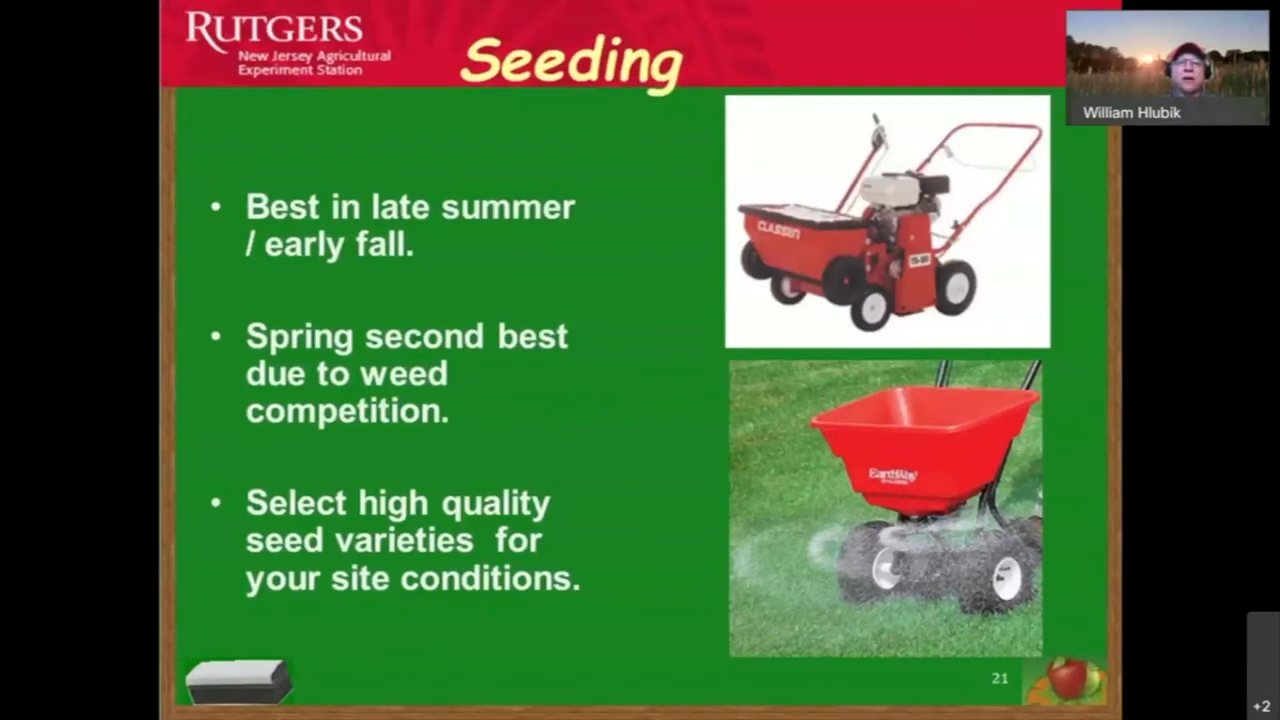 RUTGERS
New Jersey Agricultural
Experiment Station
Seeding
William Hlubik
• Best in late summer
/ early fall.
• Spring second best
due to weed
competition.
• Select high quality
seed varieties for
your site conditions.
CLASSEN
EarthWay
21
+2